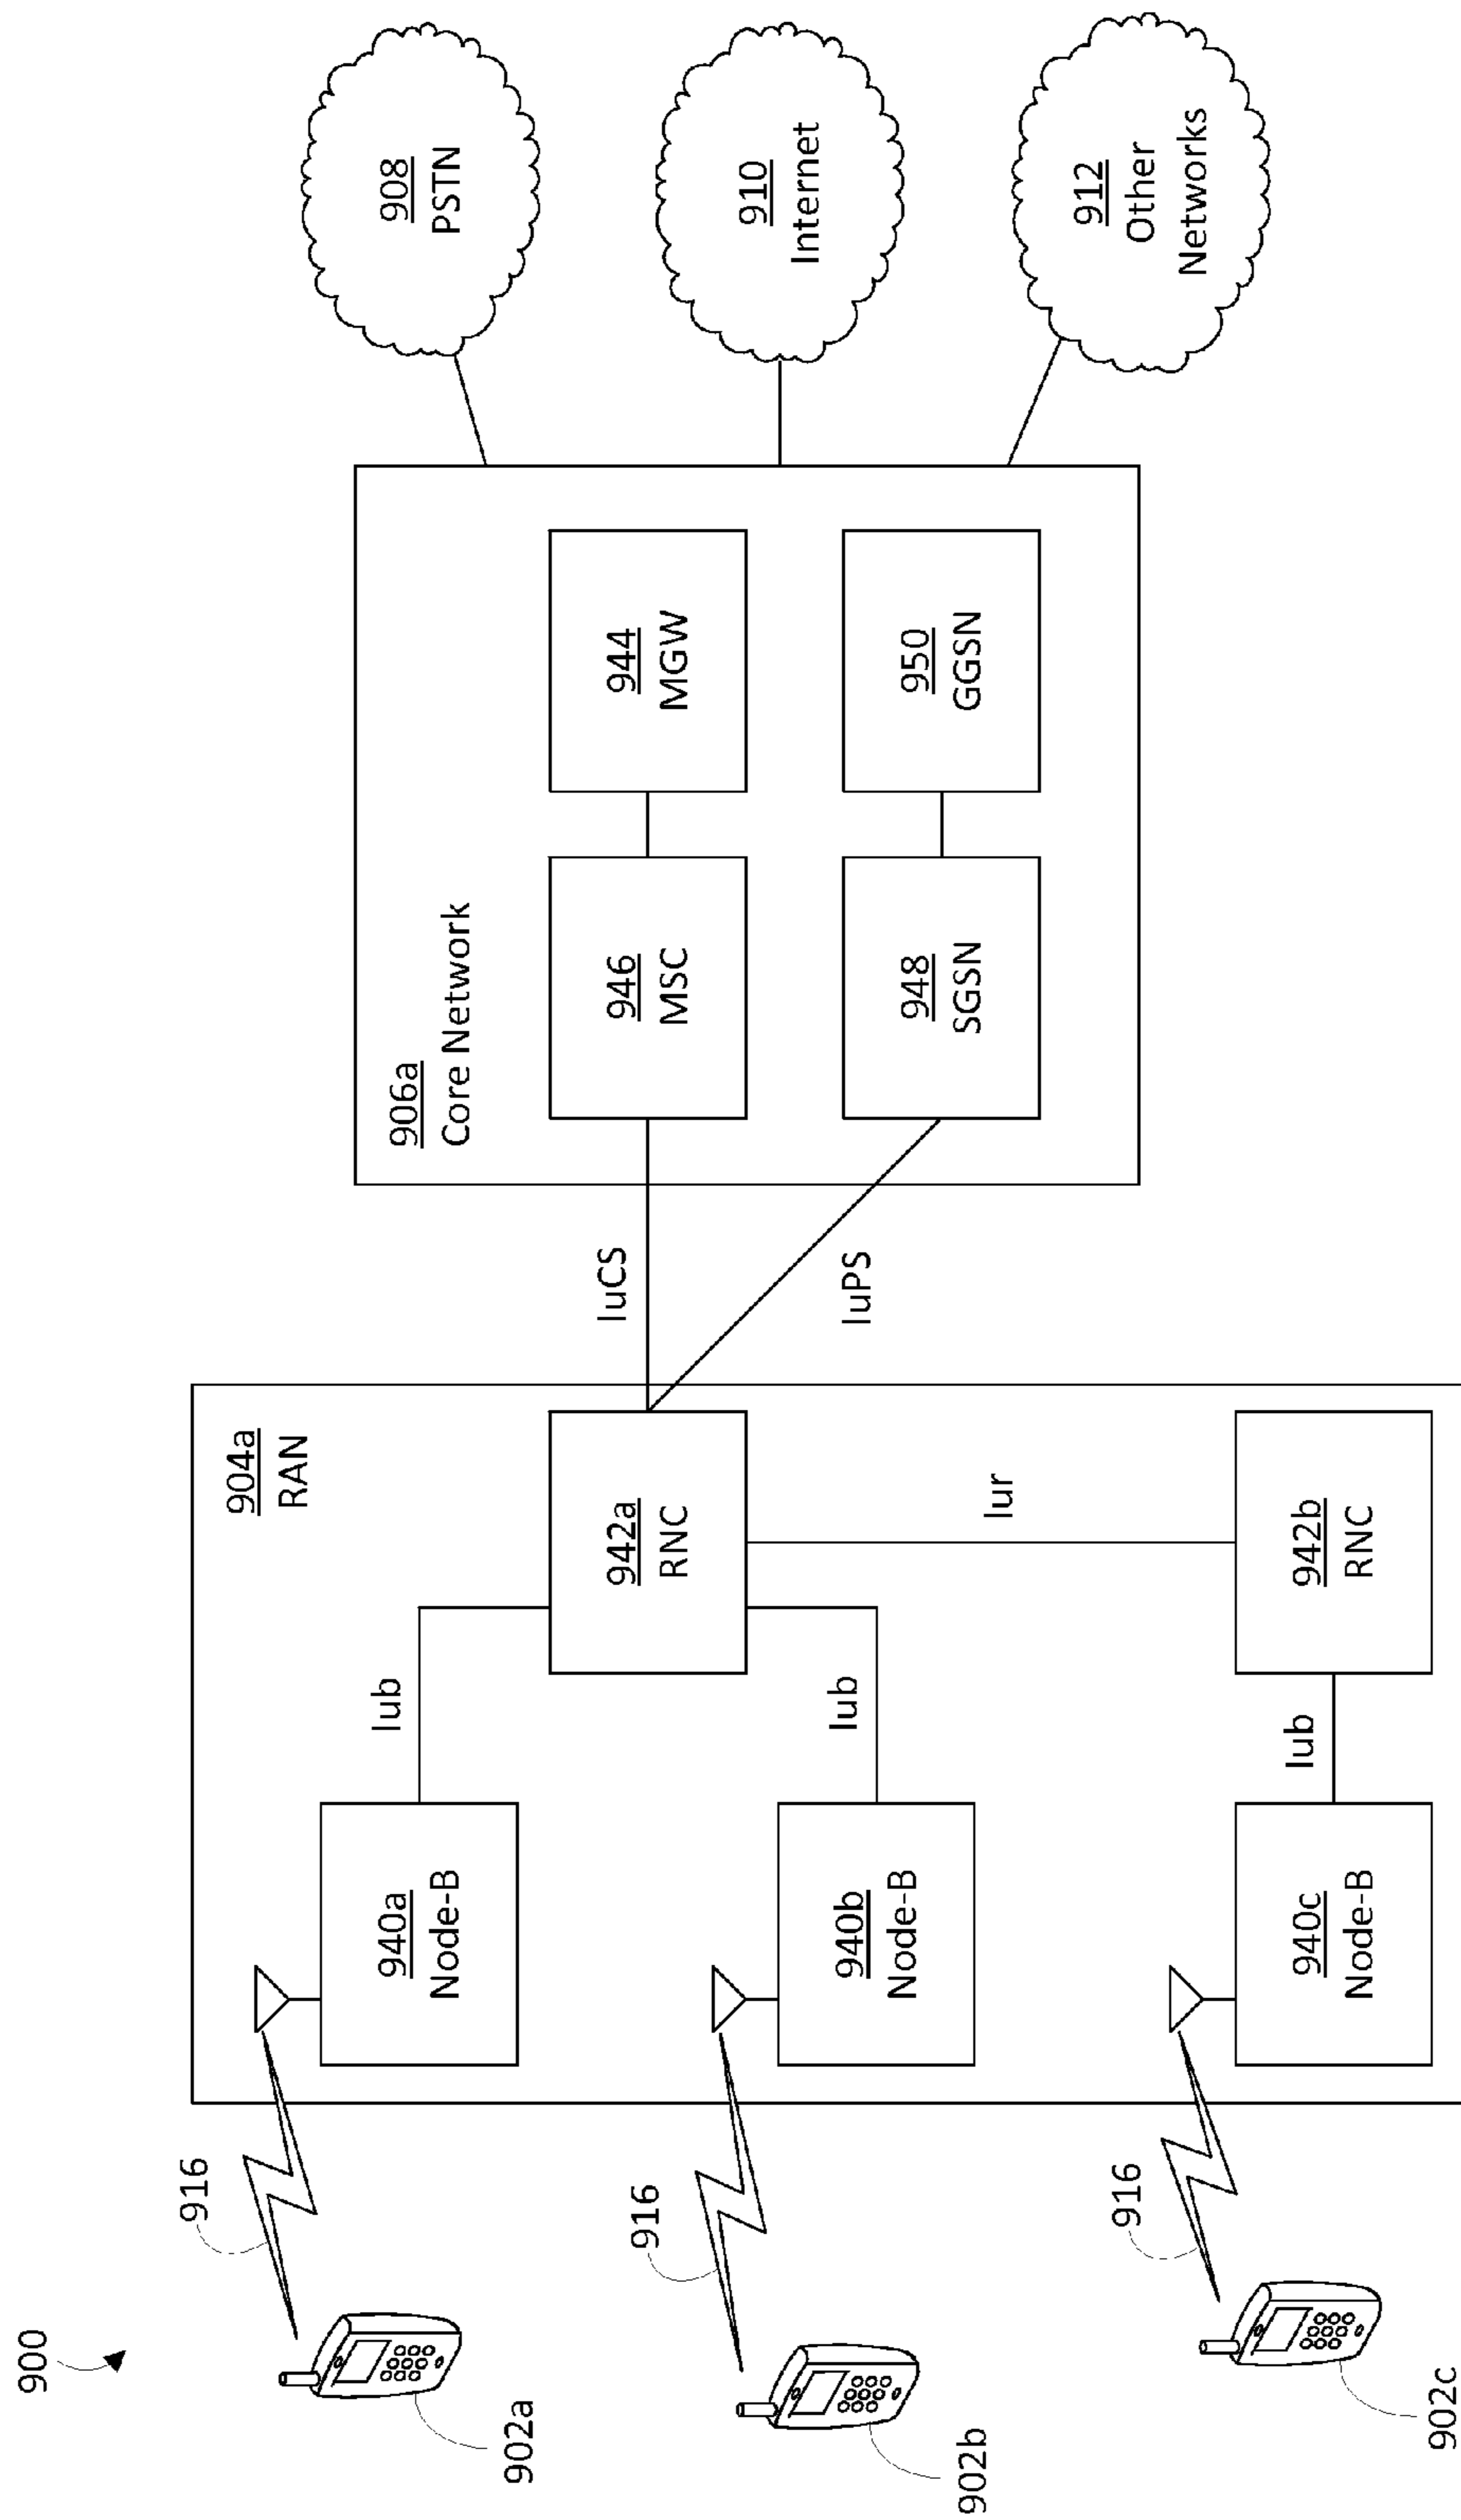 900
902a
902b
902c
916
916
916
904a
RAN
940a
Node-B
940b
Node-B
940c
Node-B
Iub
Iub
Iub
942a
RNC
942b
RNC
Iur
IuCS
IuPS
906a
Core Network
946
MSC
944
MGW
948
SGSN
950
GGSN
908
PSTN
910
Internet
912
Other
Networks